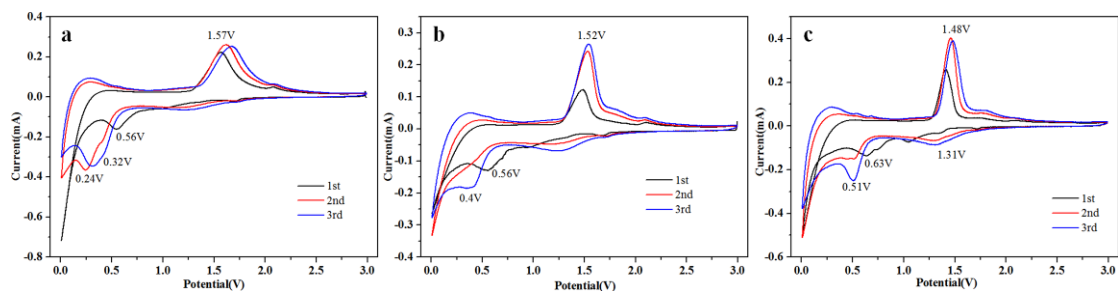 a
1.57V
0.56V
0.32V
0.24V
1st
2nd
3rd
0.4
0.2
0.0
-0.2
-0.4
-0.6
-0.8
0.0
0.5
1.0
1.5
2.0
2.5
3.0
Current(mA)
Potential(V)
b
1.52V
0.56V
0.4V
1st
2nd
3rd
0.3
0.2
0.1
0.0
-0.1
-0.2
-0.3
-0.4
0.0
0.5
1.0
1.5
2.0
2.5
3.0
Current(mA)
Potential(V)
c
1.48V
0.63V
1.31V
0.51V
1st
2nd
3rd
0.4
0.2
0.0
-0.2
-0.4
-0.6
0.0
0.5
1.0
1.5
2.0
2.5
3.0
Current(mA)
Potential(V)